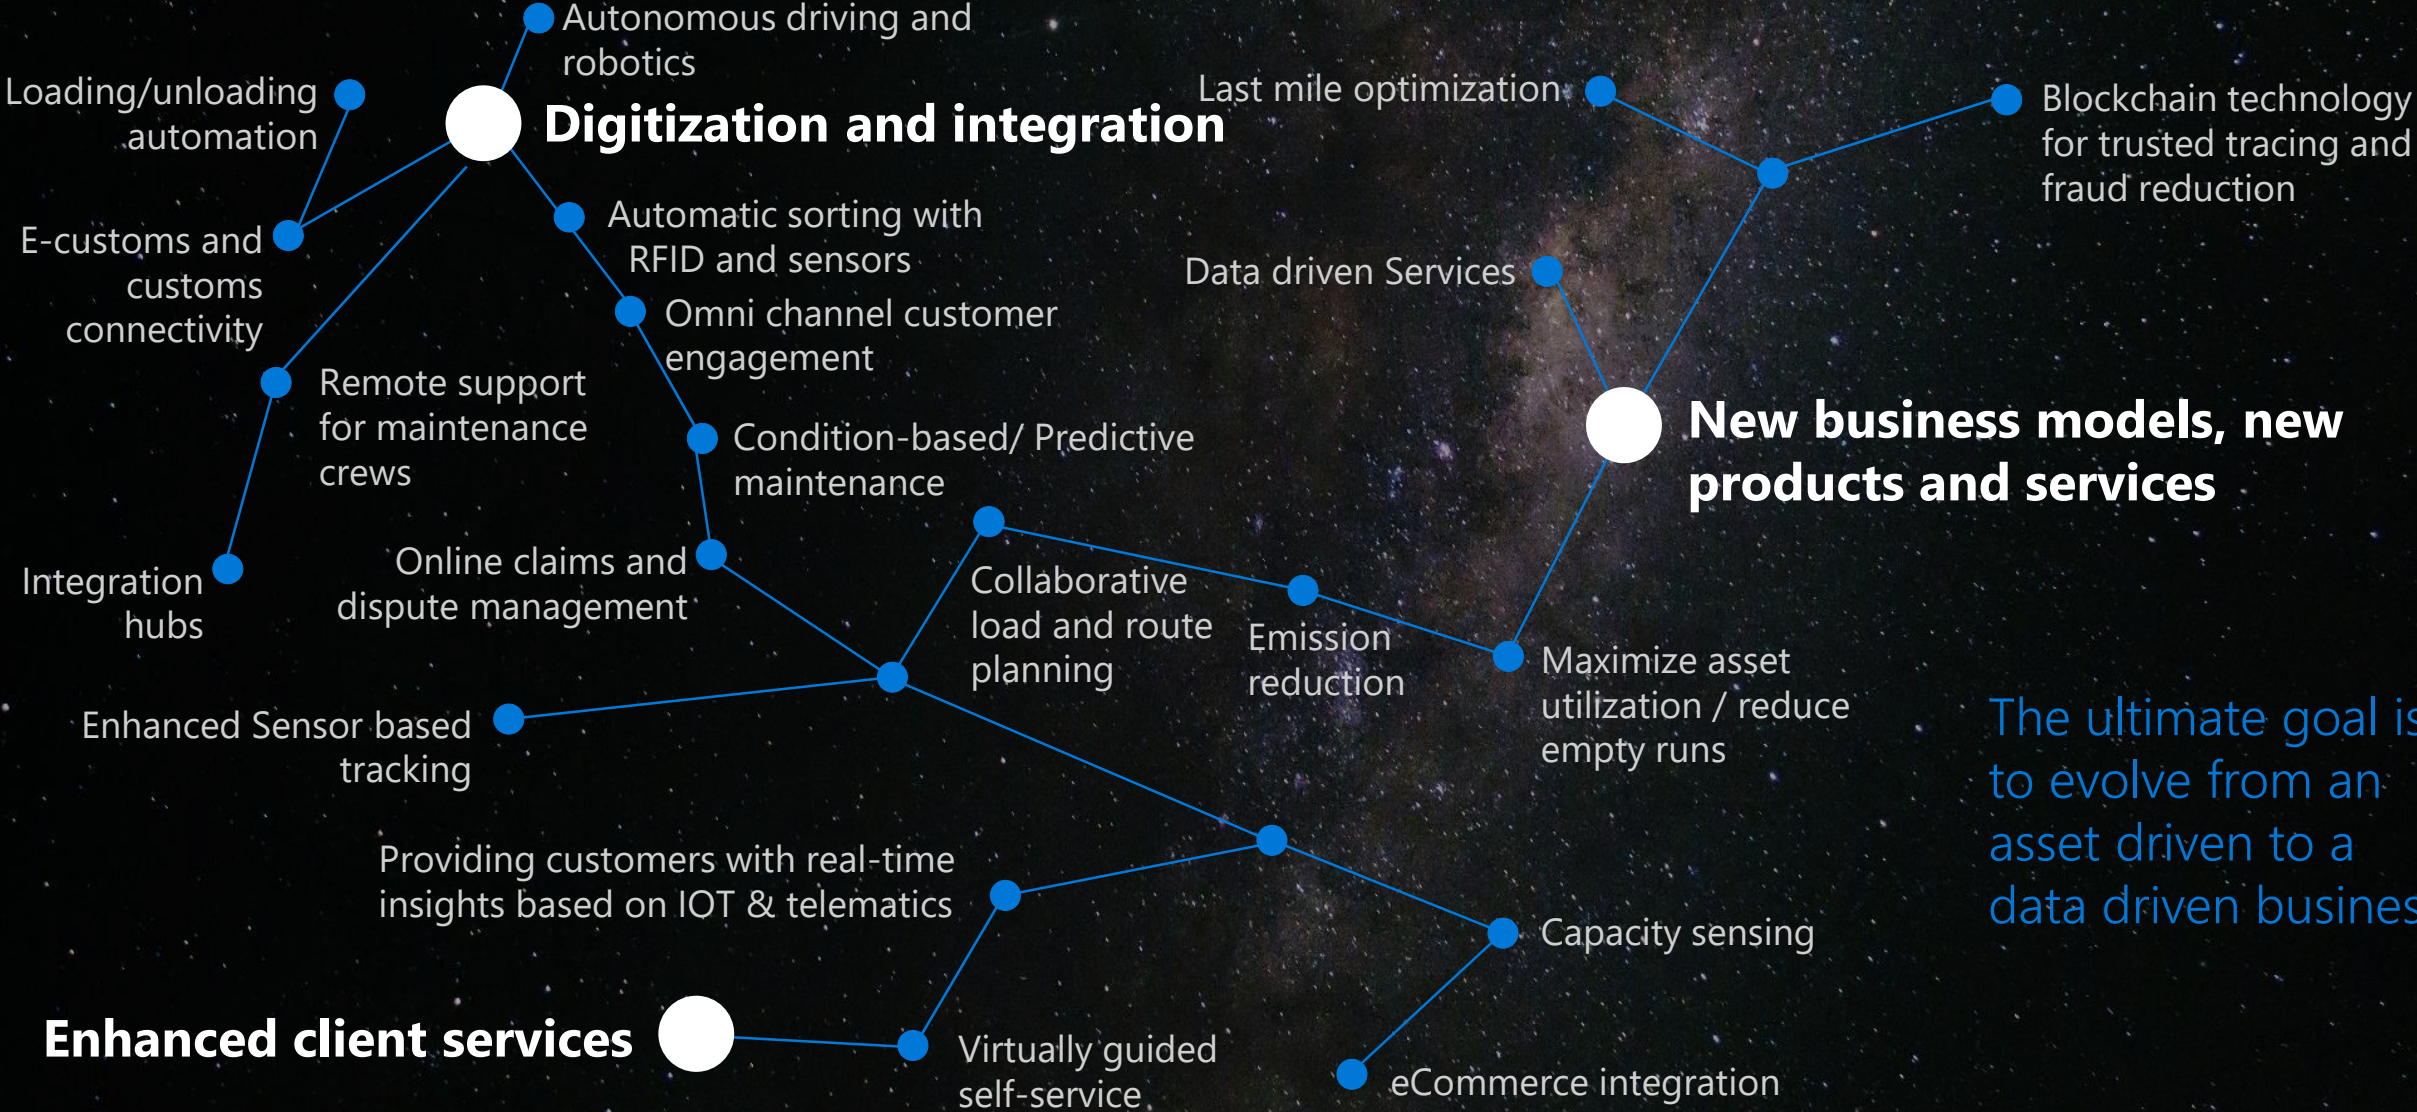 Autonomous driving and
robotics
Loading/unloading
automation
Digitization and integration
Last mile optimization
Blockchain technology
for trusted tracing and
fraud reduction
E-customs and
customs
connectivity
Automatic sorting with
RFID and sensors
Data driven Services
Omni channel customer
engagement
Remote support
for maintenance
crews
Condition-based/ Predictive
maintenance
New business models, new
products and services
Integration
hubs
Online claims and
dispute management
Collaborative
load and route
planning
Emission
reduction
Maximize asset
utilization / reduce
empty runs
Enhanced Sensor based
tracking
The ultimate goal is
to evolve from an
asset driven to a
data driven busines
Providing customers with real-time
insights based on IOT & telematics
Capacity sensing
Enhanced client services
Virtually guided
self-service
eCommerce integration